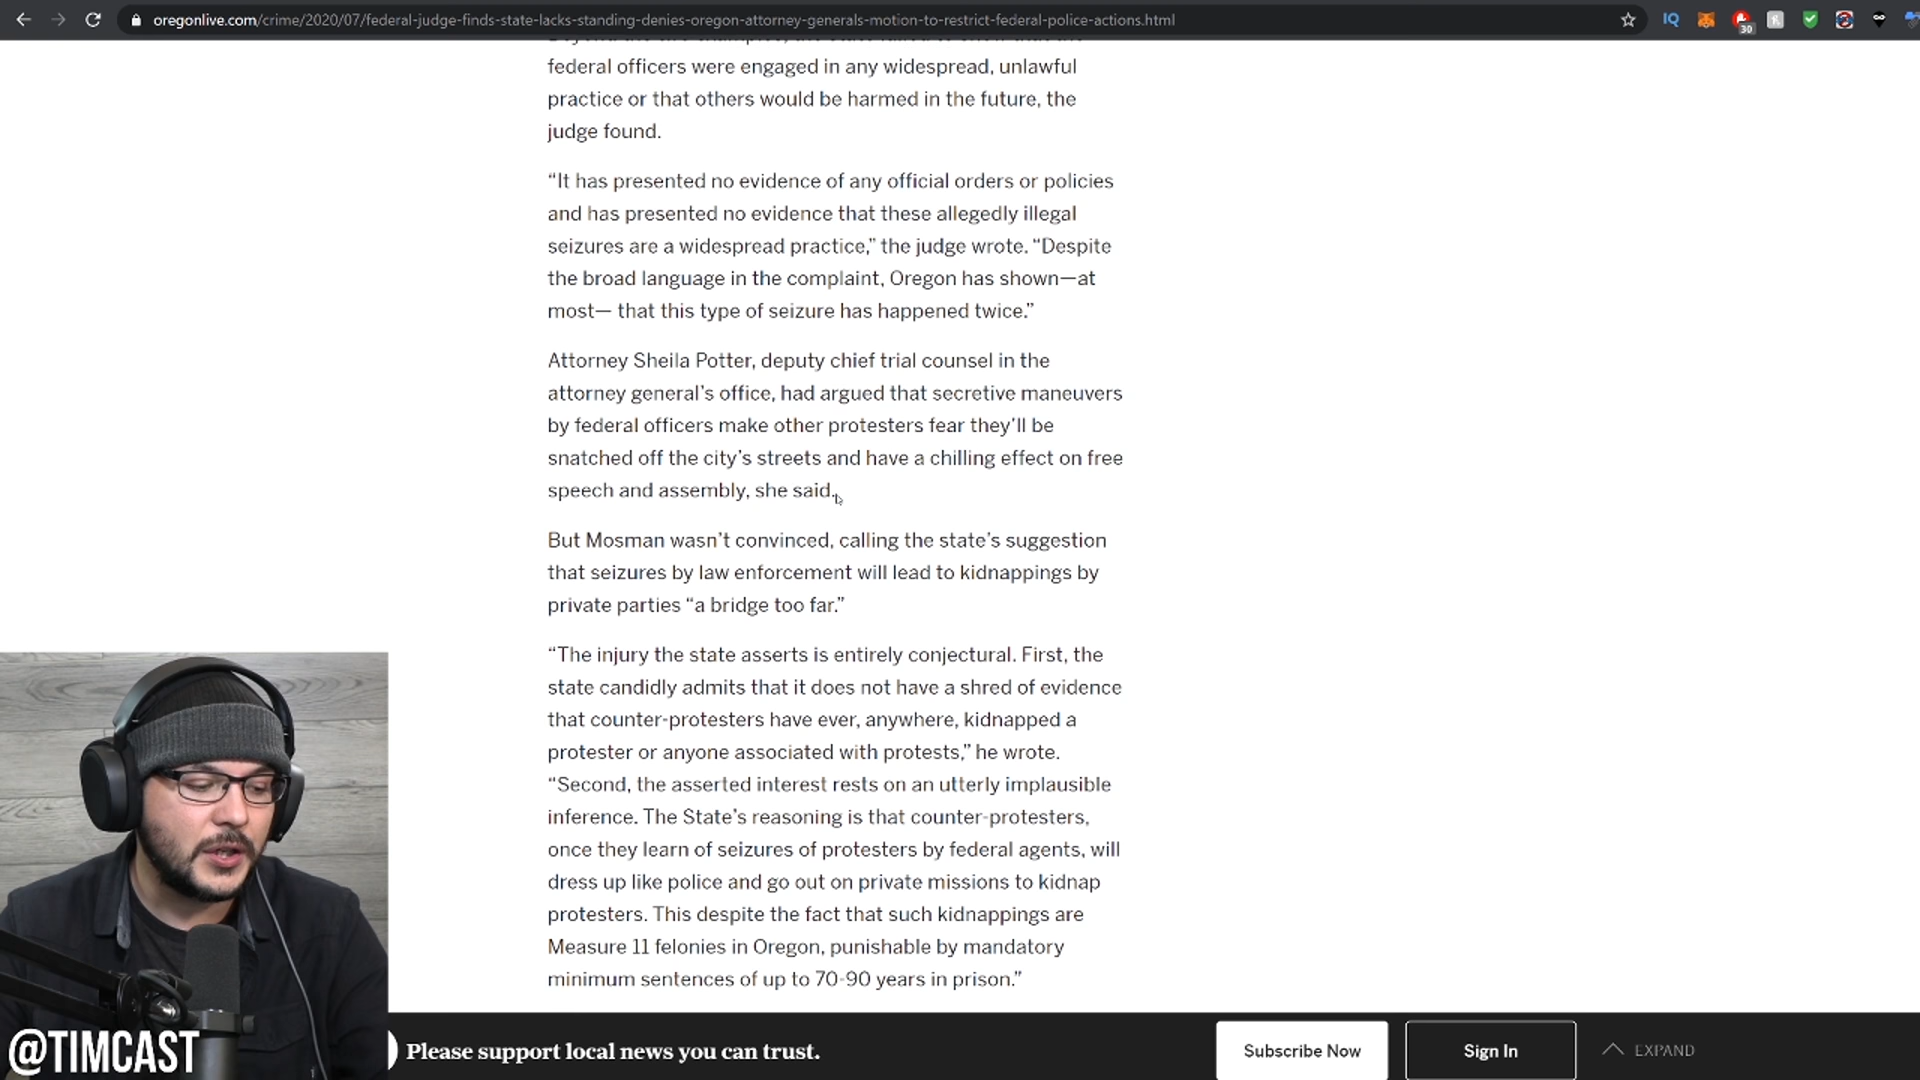 oregonlive.com/crime/2020/07/federal-judge-finds-state-lacks-standing-denies-oregon-attorney-generals-motion-to-restrict-federal-police-actions.html
IQ
30
federal officers were engaged in any widespread, unlawful
practice or that others would be harmed in the future, the
judge found.
“It has presented no evidence of any official orders or policies
and has presented no evidence that these allegedly illegal
seizures are a widespread practice,” the judge wrote. “Despite
the broad language in the complaint, Oregon has shown—at
most— that this type of seizure has happened twice.”
Attorney Sheila Potter, deputy chief trial counsel in the
attorney general’s office, had argued that secretive maneuvers
by federal officers make other protesters fear they’ll be
snatched off the city’s streets and have a chilling effect on free
speech and assembly, she said.
But Mosman wasn’t convinced, calling the state’s suggestion
that seizures by law enforcement will lead to kidnappings by
private parties “a bridge too far.”
“The injury the state asserts is entirely conjectural. First, the
state candidly admits that it does not have a shred of evidence
that counter-protesters have ever, anywhere, kidnapped a
protester or anyone associated with protests,” he wrote.
“Second, the asserted interest rests on an utterly implausible
inference. The State’s reasoning is that counter-protesters,
once they learn of seizures of protesters by federal agents, will
dress up like police and go out on private missions to kidnap
protesters. This despite the fact that such kidnappings are
Measure 11 felonies in Oregon, punishable by mandatory
minimum sentences of up to 70-90 years in prison.”
@TIMCAST
Please support local news you can trust.
Subscribe Now
Sign In
EXPAND